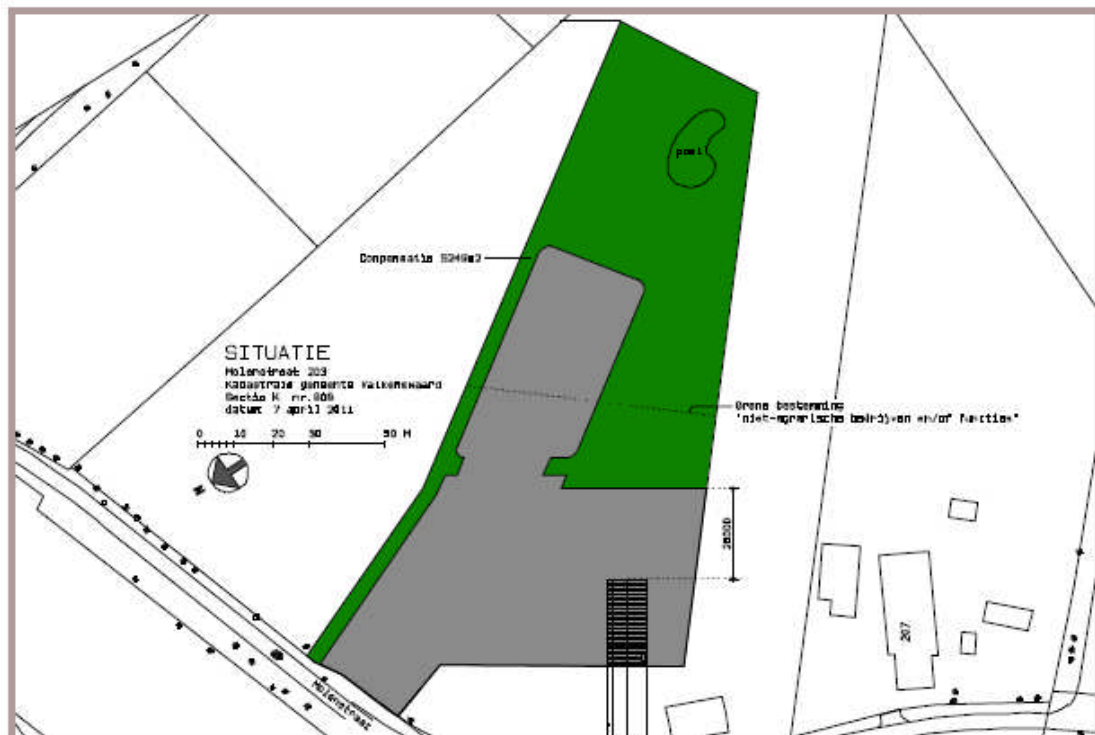 poel
Compensatie 5349m2
SITUATIE
Molenstraat 203
Kadastrale gemeente Valkenswaard
Sectie K nr.
datum 7 april 2011
0 10 20 30 50 M
N
Grens bestemming
"niet-agrarische bedrijven en/of functies"
207
Molenstraat